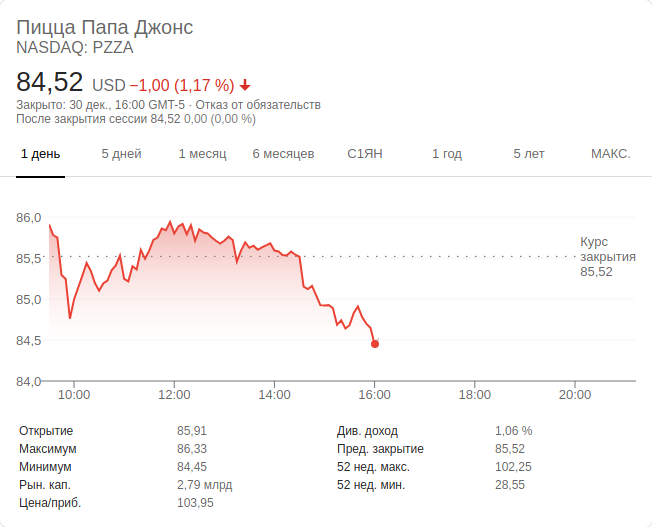 Пицца Папа Джонс
NASDAQ: PZZA
84,52 USD −1,00 (1,17 %)
Закрыто: 30 дек., 16:00 GMT-5 · Отказ от обязательств
После закрытия сессии 84,52 0,00 (0,00 %)
1 день 5 дней 1 месяц 6 месяцев С1ЯН 1 год 5 лет МАКС.
86,0
85,5
85,0
84,5
84,0
Курс
закрытия
85,52
10:00 12:00 14:00 16:00 18:00 20:00
Открытие 85,91 Див. доход 1,06 %
Максимум 86,33 Пред. закрытие 85,52
Минимум 84,45 52 нед. макс. 102,25
Рын. кап. 2,79 млрд 52 нед. мин. 28,55
Цена/приб. 103,95